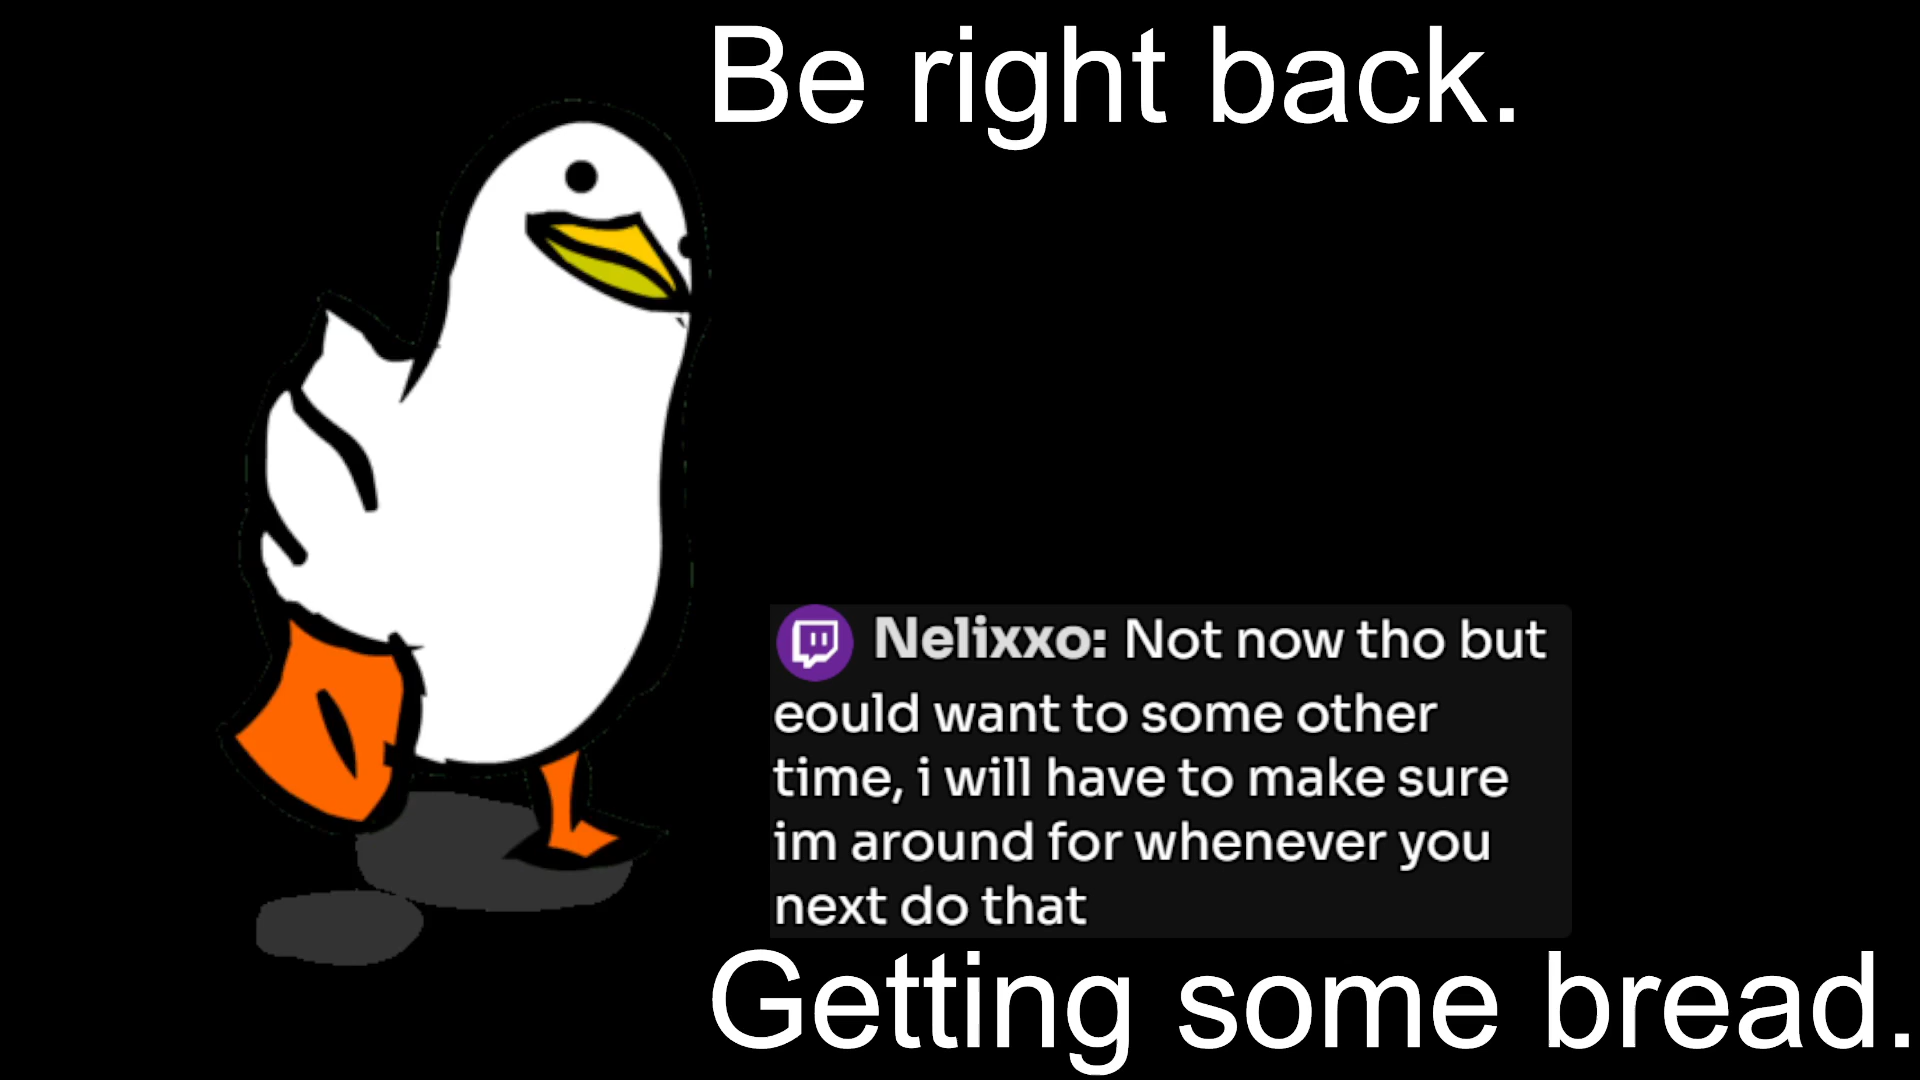 Be right back.
Nelixxo: Not now tho but
eould want to some other
time, i will have to make sure
im around for whenever you
next do that
Getting some bread.